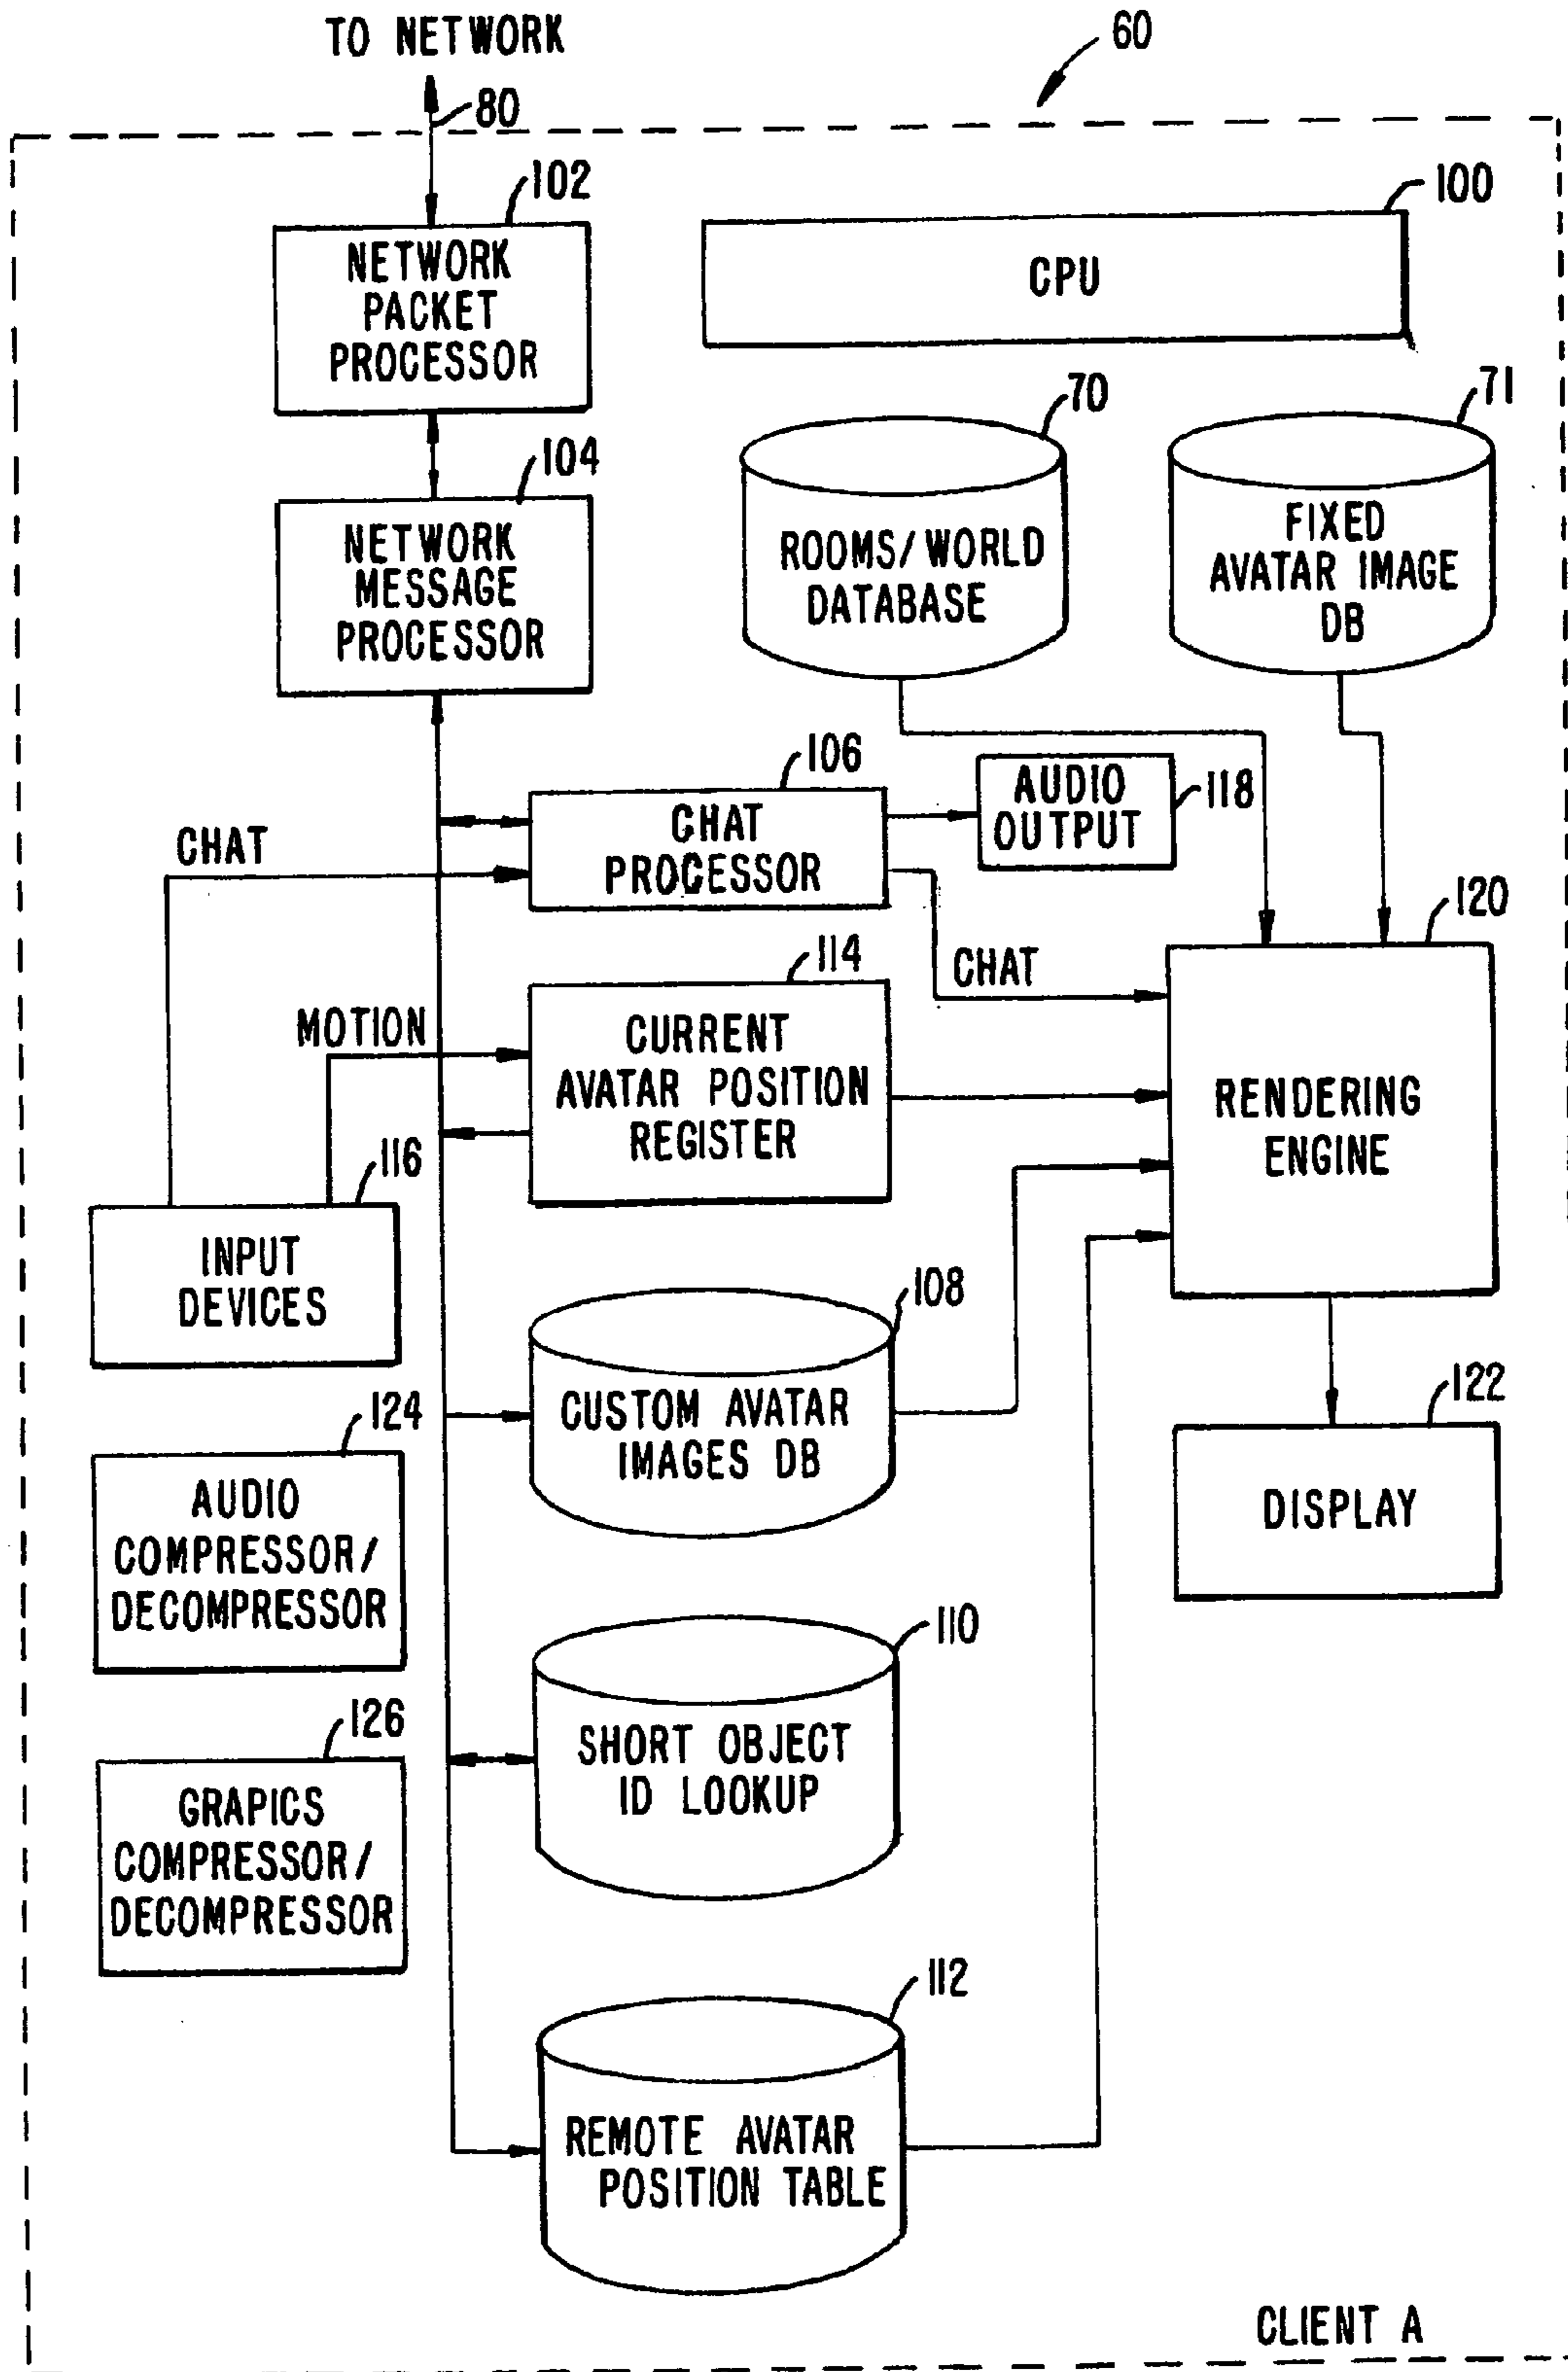 TO NETWORK
60
80
102
NETWORK
PACKET
PROCESSOR
100
CPU
104
NETWORK
MESSAGE
PROCESSOR
70
ROOMS/WORLD
DATABASE
71
FIXED
AVATAR IMAGE
DB
106
CHAT
PROCESSOR
AUDIO
OUTPUT
118
CHAT
CHAT
120
RENDERING
ENGINE
114
MOTION
CURRENT
AVATAR POSITION
REGISTER
116
INPUT
DEVICES
108
CUSTOM AVATAR
IMAGES DB
122
DISPLAY
124
AUDIO
COMPRESSOR/
DECOMPRESSOR
110
SHORT OBJECT
ID LOOKUP
126
GRAPICS
COMPRESSOR/
DECOMPRESSOR
112
REMOTE AVATAR
POSITION TABLE
CLIENT A